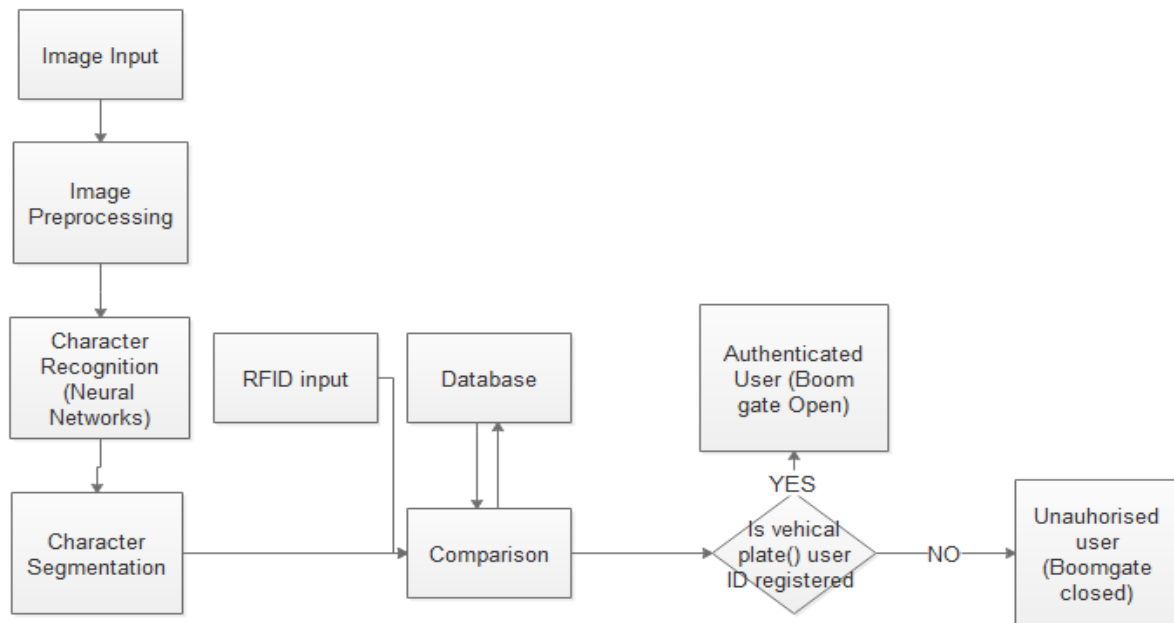 Image Input
Image
Preprocessing
Character
Recognition
(Neural
Networks)
Character
Segmentation
RFID input
Database
Comparison
Is vehical
plate() user
ID registered
YES
Authenticated
User (Boom
gate Open)
NO
Unauhorised
user
(Boomgate
closed)